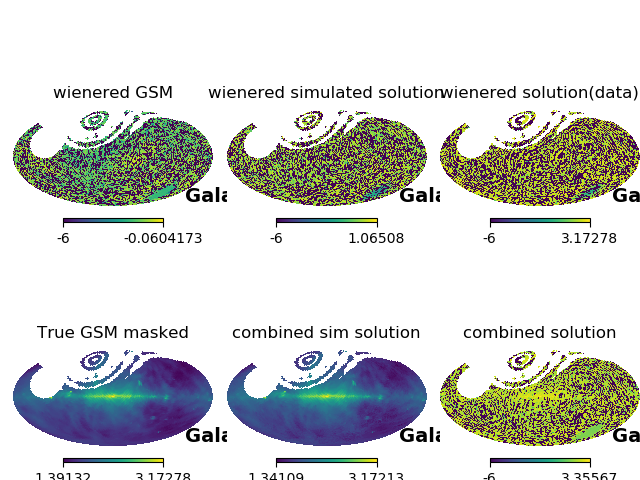 wienered GSM
wienered simulated solution
wienered solution(data)
Gala
Gala
Ga
-6 -0.0604173
-6 1.06508
-6 3.17278
True GSM masked
combined sim solution
combined solution
Gala
Gala
Ga
1.39132 3.17278
1.34109 3.17213
-6 3.35567